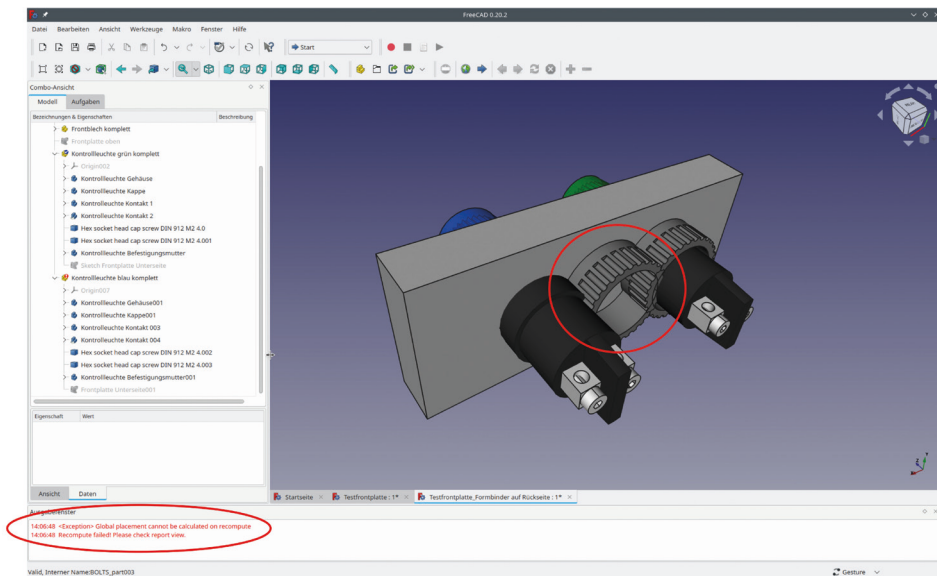 FreeCAD 0.20.2
Datei Bearbeiten Ansicht Werkzeuge Makro Fenster Hilfe
Start
Combo-Ansicht
Modell Aufgaben
Bezeichnungen & Eigenschaften Beschreibung
Frontblech komplett
Frontplatte oben
Kontrollleuchte grün komplett
Origin002
Kontrollleuchte Gehäuse
Kontrollleuchte Kappe
Kontrollleuchte Kontakt 1
Kontrollleuchte Kontakt 2
Hex socket head cap screw DIN 912 M2 4.0
Hex socket head cap screw DIN 912 M2 4.001
Kontrollleuchte Befestigungsmutter
Sketch Frontplatte Unterseite
Kontrollleuchte blau komplett
Origin007
Kontrollleuchte Gehäuse001
Kontrollleuchte Kappe001
Kontrollleuchte Kontakt 003
Kontrollleuchte Kontakt 004
Hex socket head cap screw DIN 912 M2 4.002
Hex socket head cap screw DIN 912 M2 4.003
Kontrollleuchte Befestigungsmutter001
Frontplatte Unterseite001
Eigenschaft Wert
Ansicht Daten
Startseite Testfrontplatte : 1* Testfrontplatte_Formbinder auf Rückseite : 1*
Ausgabefenster
14:06:48 <Exception> Global placement cannot be calculated on recompute
14:06:48 Recompute failed! Please check report view.
Valid, Interner Name:BOLTS_part003 Gesture